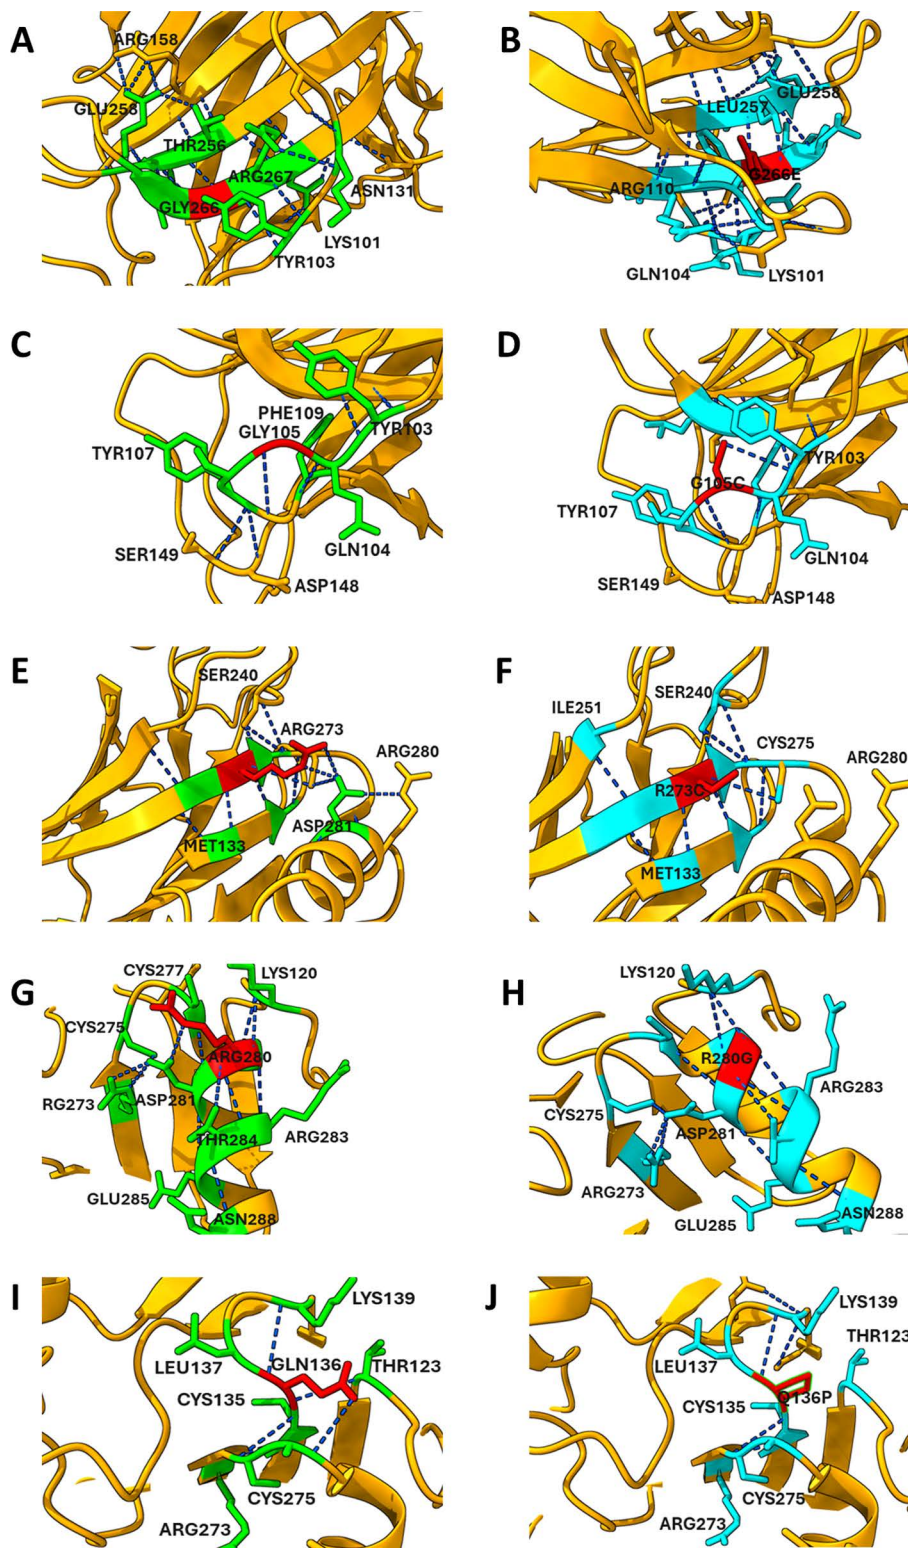 A
ARG158
GLU258
THR256
ARG267
GLY266
ASN131
LYS101
TYR103
B
GLU258
LEU257
G266E
ARG110
GLN104
LYS101
C
PHE109
GLY105
TYR103
TYR107
GLN104
SER149
ASP148
D
TYR103
G105C
TYR107
GLN104
SER149
ASP148
E
SER240
ARG273
ARG280
ASP281
MET133
F
SER240
ILE251
CYS275
ARG280
R273C
MET133
G
CYS277
LYS120
CYS275
ARG280
RG273
ASP281
ARG283
THR284
GLU285
ASN288
H
LYS120
R280G
ARG283
CYS275
ASP281
ARG273
GLU285
ASN288
I
LYS139
LEU137
GLN136
THR123
CYS135
CYS275
ARG273
J
LYS139
THR123
LEU137
Q136P
CYS135
CYS275
ARG273